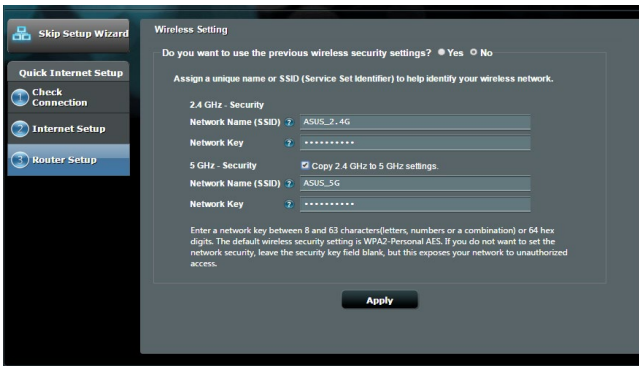 Skip Setup Wizard
Quick Internet Setup
1 Check
Connection
2 Internet Setup
3 Router Setup
Wireless Setting
Do you want to use the previous wireless security settings? Yes No
Assign a unique name or SSID (Service Set Identifier) to help identify your wireless network.
2.4 GHz - Security
Network Name (SSID) ? ASUS_2.4G
Network Key ? ••••••••••
5 GHz - Security Copy 2.4 GHz to 5 GHz settings.
Network Name (SSID) ? ASUS_5G
Network Key ? ••••••••••
Enter a network key between 8 and 63 characters(letters, numbers or a combination) or 64 hex
digits. The default wireless security setting is WPA2-Personal AES. If you do not want to set the
network security, leave the security key field blank, but this exposes your network to unauthorized
access.
Apply